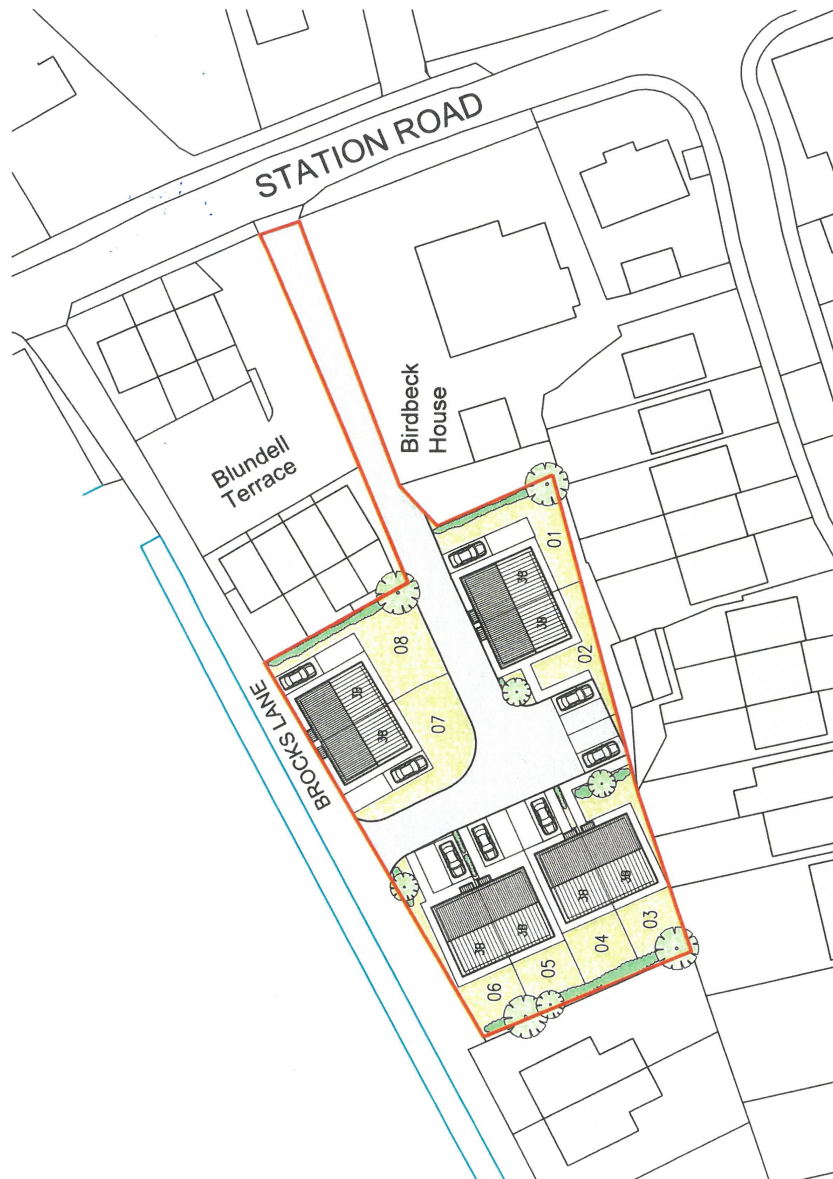 STATION ROAD
Birdbeck
House
Blundell
Terrace
01
3B
3B
02
08
3B
3B
07
BROCKS LANE
3B
3B
3B
3B
03
04
05
06